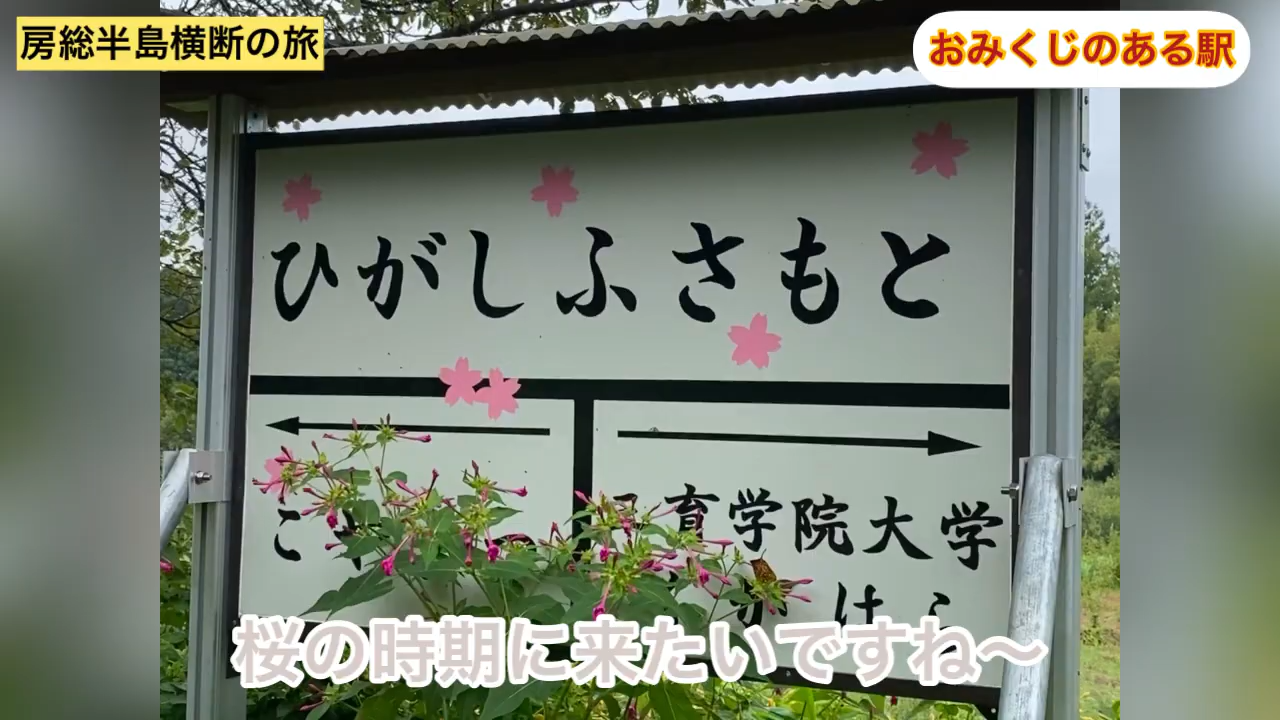 房総半島横断の旅
おみくじのある駅
ひがしふさもと
育学院大学
桜の時期に来たいですね〜